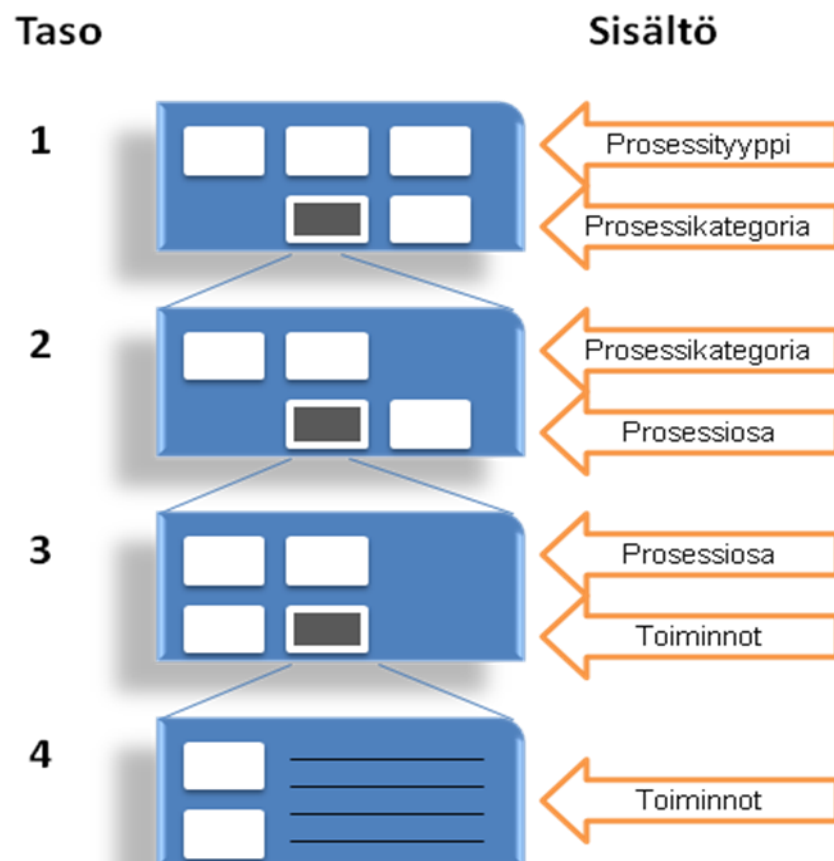 Taso Sisältö
1
Prosessityyppi
Prosessikategoria
2
Prosessikategoria
Prosessiosa
3
Prosessiosa
Toiminnot
4
Toiminnot